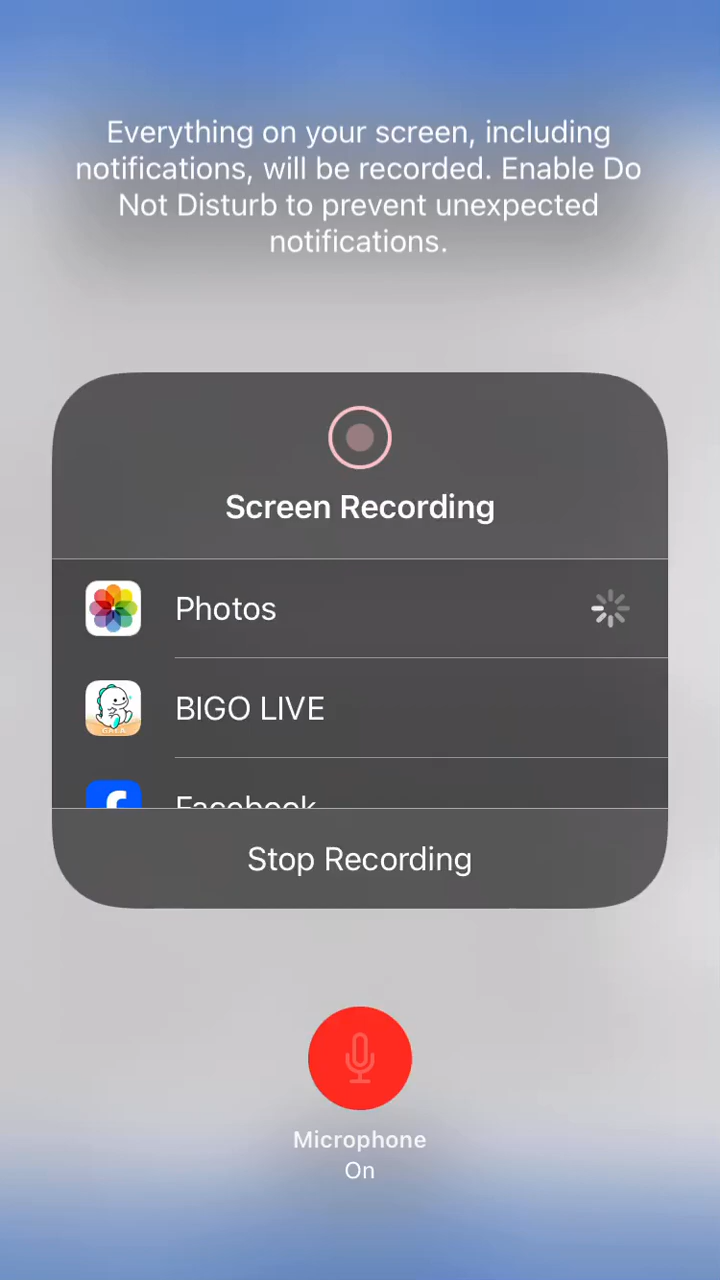 Everything on your screen, including
notifications, will be recorded. Enable Do
Not Disturb to prevent unexpected
notifications.
Screen Recording
Photos
BIGO LIVE
Facebook
Stop Recording
Microphone
On